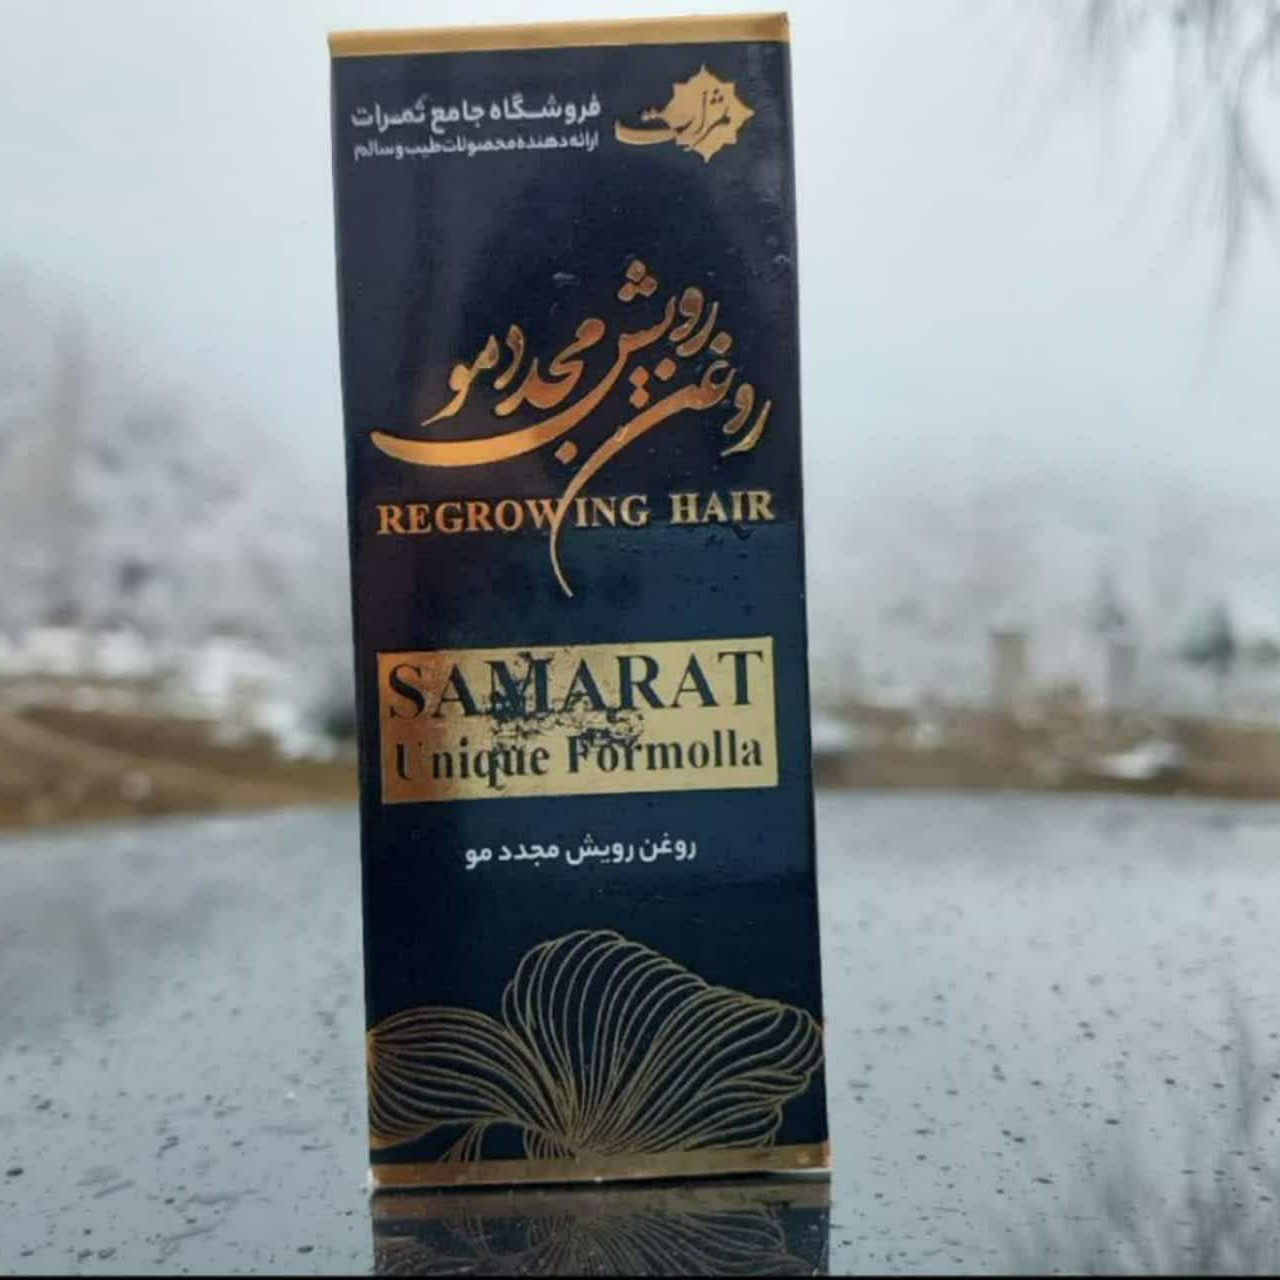 ثمرات
فروشگاه جامع ثمرات
ارائه دهنده محصولات طیب و سالم
روغن رویش مجدد مو
REGROWING HAIR
SAMARAT
Unique Formolla
روغن رویش مجدد مو